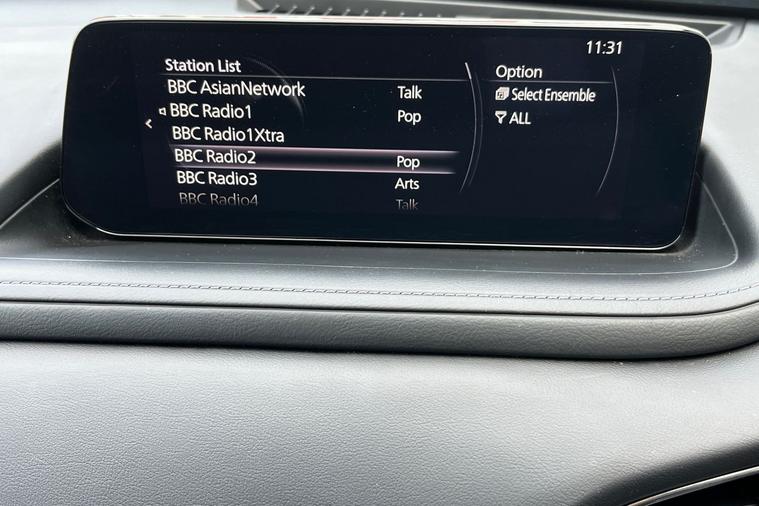 11:31
Station List
BBC AsianNetwork Talk
BBC Radio1 Pop
BBC Radio1Xtra
BBC Radio2 Pop
BBC Radio3 Arts
BBC Radio4 Talk
Option
Select Ensemble
ALL